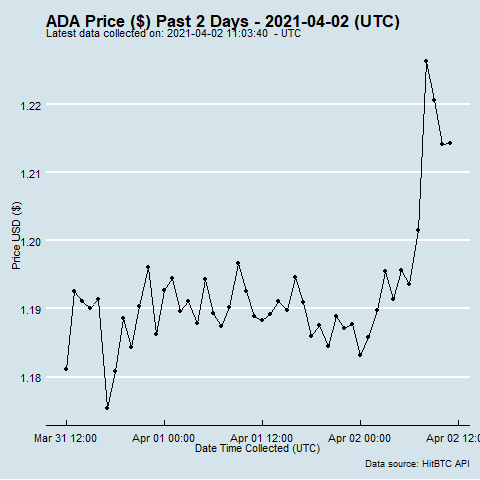 ADA Price ($) Past 2 Days - 2021-04-02 (UTC)
Latest data collected on: 2021-04-02 11:03:40 - UTC
1.22
1.21
1.20
1.19
1.18
Price USD ($)
Mar 31 12:00 Apr 01 00:00 Apr 01 12:00 Apr 02 00:00 Apr 02 12:00
Date Time Collected (UTC)
Data source: HitBTC API